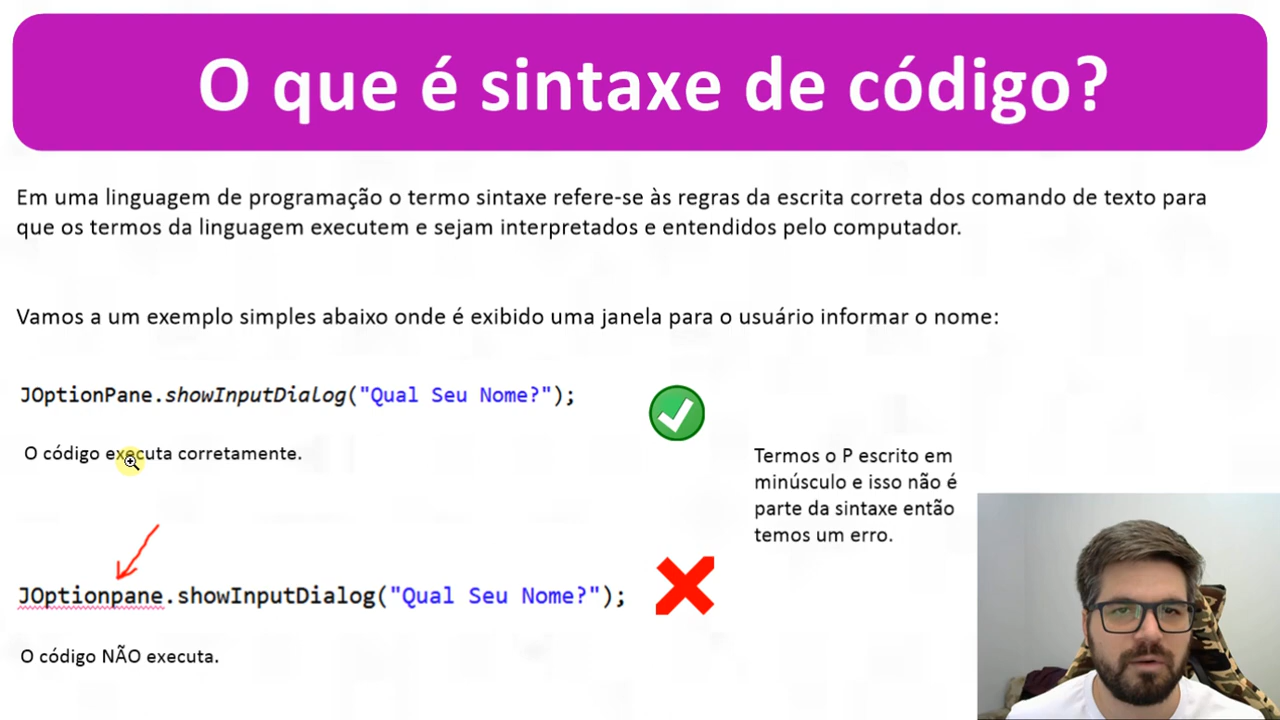 O que é sintaxe de código?
Em uma linguagem de programação o termo sintaxe refere-se às regras da escrita correta dos comando de texto para
que os termos da linguagem executem e sejam interpretados e entendidos pelo computador.
Vamos a um exemplo simples abaixo onde é exibido uma janela para o usuário informar o nome:
JOptionPane.showInputDialog("Qual Seu Nome?");
O código executa corretamente.
Termos o P escrito em
minúsculo e isso não é
parte da sintaxe então
temos um erro.
JOptionpane.showInputDialog("Qual Seu Nome?");
O código NÃO executa.